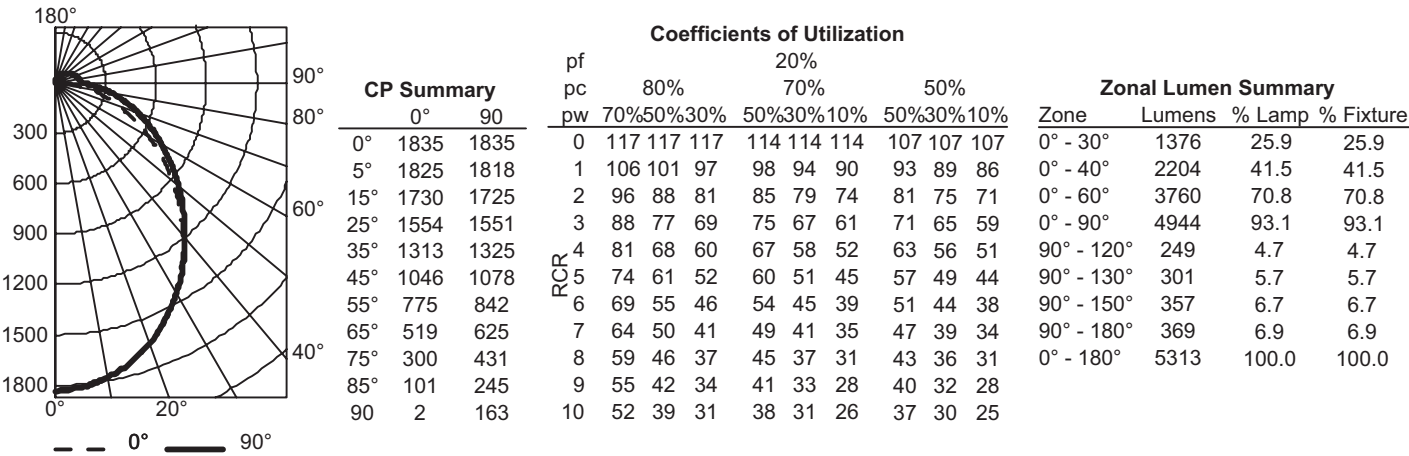 180°
90°
80°
60°
40°
300
600
900
1200
1500
1800
0° 20°
0° 90°
CP Summary
0° 90
0° 1835 1835
5° 1825 1818
15° 1730 1725
25° 1554 1551
35° 1313 1325
45° 1046 1078
55° 775 842
65° 519 625
75° 300 431
85° 101 245
90 2 163
Coefficients of Utilization
pf 20%
pc 80% 70% 50%
pw 70%50%30% 50%30%10% 50%30%10%
RCR
0 117 117 117 114 114 114 107 107 107
1 106 101 97 98 94 90 93 89 86
2 96 88 81 85 79 74 81 75 71
3 88 77 69 75 67 61 71 65 59
4 81 68 60 67 58 52 63 56 51
5 74 61 52 60 51 45 57 49 44
6 69 55 46 54 45 39 51 44 38
7 64 50 41 49 41 35 47 39 34
8 59 46 37 45 37 31 43 36 31
9 55 42 34 41 33 28 40 32 28
10 52 39 31 38 31 26 37 30 25
Zonal Lumen Summary
Zone Lumens % Lamp % Fixture
0° - 30° 1376 25.9 25.9
0° - 40° 2204 41.5 41.5
0° - 60° 3760 70.8 70.8
0° - 90° 4944 93.1 93.1
90° - 120° 249 4.7 4.7
90° - 130° 301 5.7 5.7
90° - 150° 357 6.7 6.7
90° - 180° 369 6.9 6.9
0° - 180° 5313 100.0 100.0